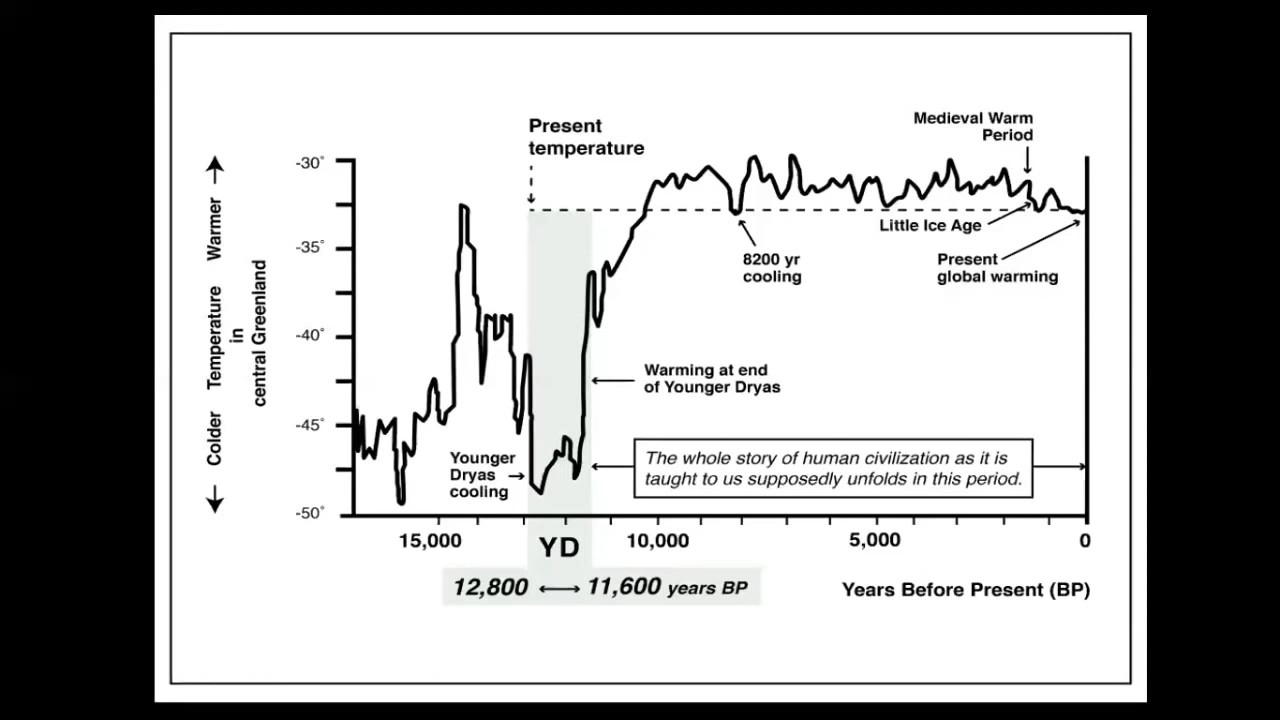 Medieval Warm
Period
Present
temperature
-30°
-35°
-40°
-45°
-50°
Colder Temperature Warmer
in
central Greenland
Little Ice Age
8200 yr
cooling
Present
global warming
Warming at end
of Younger Dryas
Younger
Dryas
cooling
The whole story of human civilization as it is
taught to us supposedly unfolds in this period.
15,000 YD 10,000 5,000 0
12,800 ↔ 11,600 years BP
Years Before Present (BP)